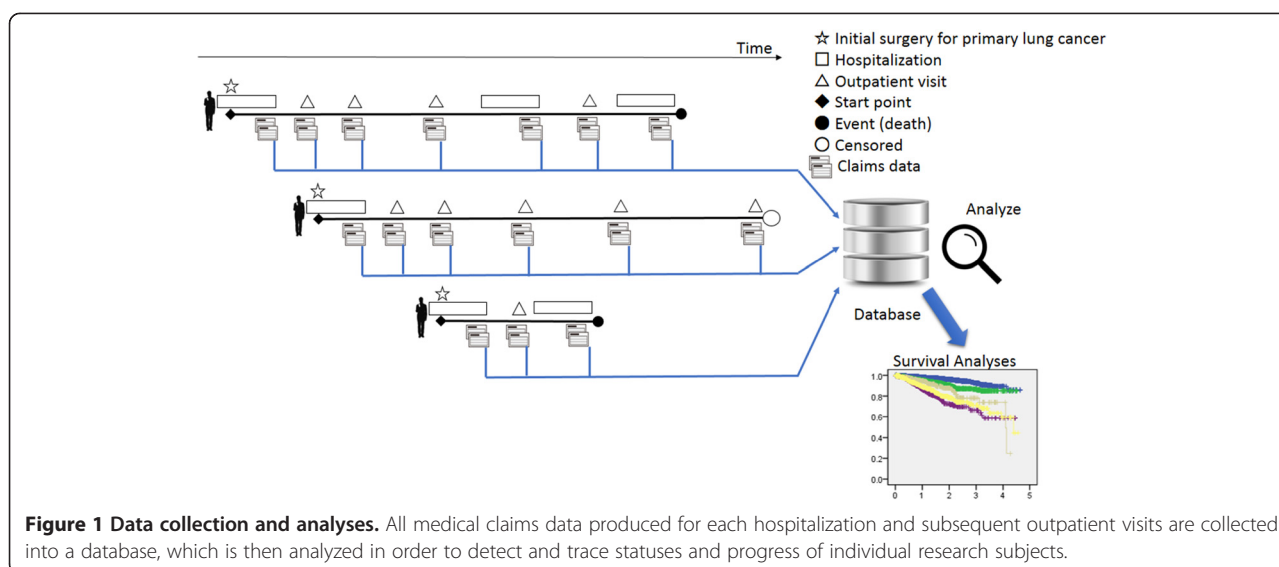 Time
Initial surgery for primary lung cancer
Hospitalization
Outpatient visit
Start point
Event (death)
Censored
Claims data
Analyze
Database
Survival Analyses
1.0
0.8
0.6
0.4
0.2
0.0
0 1 2 3 4 5
Figure 1 Data collection and analyses. All medical claims data produced for each hospitalization and subsequent outpatient visits are collected
into a database, which is then analyzed in order to detect and trace statuses and progress of individual research subjects.